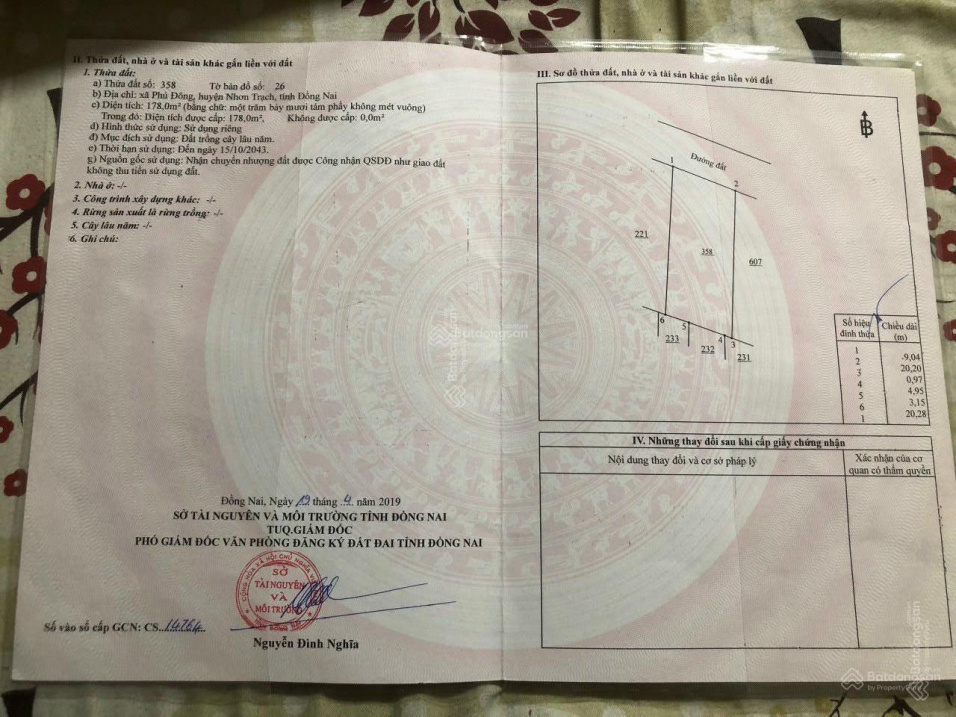 II. Thửa đất, nhà ở và tài sản khác gắn liền với đất
1. Thửa đất:
a) Thửa đất số: 358 Tờ bản đồ số: 26
b) Địa chỉ: xã Phú Đông, huyện Nhơn Trạch, tỉnh Đồng Nai
c) Diện tích: 178,0m² (bằng chữ: một trăm bảy mươi tám phẩy không mét vuông)
Trong đó: Diện tích được cấp: 178,0m², Không được cấp: 0,0m²
d) Hình thức sử dụng: Sử dụng riêng
đ) Mục đích sử dụng: Đất trồng cây lâu năm.
e) Thời hạn sử dụng: Đến ngày 15/10/2043.
g) Nguồn gốc sử dụng: Nhận chuyển nhượng đất được Công nhận QSDĐ như giao đất
không thu tiền sử dụng đất.
2. Nhà ở: -/-
3. Công trình xây dựng khác: -/-
4. Rừng sản xuất là rừng trồng: -/-
5. Cây lâu năm: -/-
6. Ghi chú:
Đồng Nai, Ngày 19 tháng 4 năm 2019
SỞ TÀI NGUYÊN VÀ MÔI TRƯỜNG TỈNH ĐỒNG NAI
TUQ.GIÁM ĐỐC
PHÓ GIÁM ĐỐC VĂN PHÒNG ĐĂNG KÝ ĐẤT ĐAI TỈNH ĐỒNG NAI
SỞ
TÀI NGUYÊN
VÀ
MÔI TRƯỜNG
Số vào sổ cấp GCN: CS..14764..
Nguyễn Đình Nghĩa
III. Sơ đồ thửa đất, nhà ở và tài sản khác gắn liền với đất
B
Đường đất
1
2
221
358
607
6
5
4
3
233
232
231
Số hiệu đỉnh thửa Chiều dài (m)
1
9,04
2
20,20
3
0,97
4
4,95
5
3,15
6
20,28
1
IV. Những thay đổi sau khi cấp giấy chứng nhận
Nội dung thay đổi và cơ sở pháp lý
Xác nhận của cơ
quan có thẩm quyền
Batdongsan
Batdongsan
by PropertyGuru